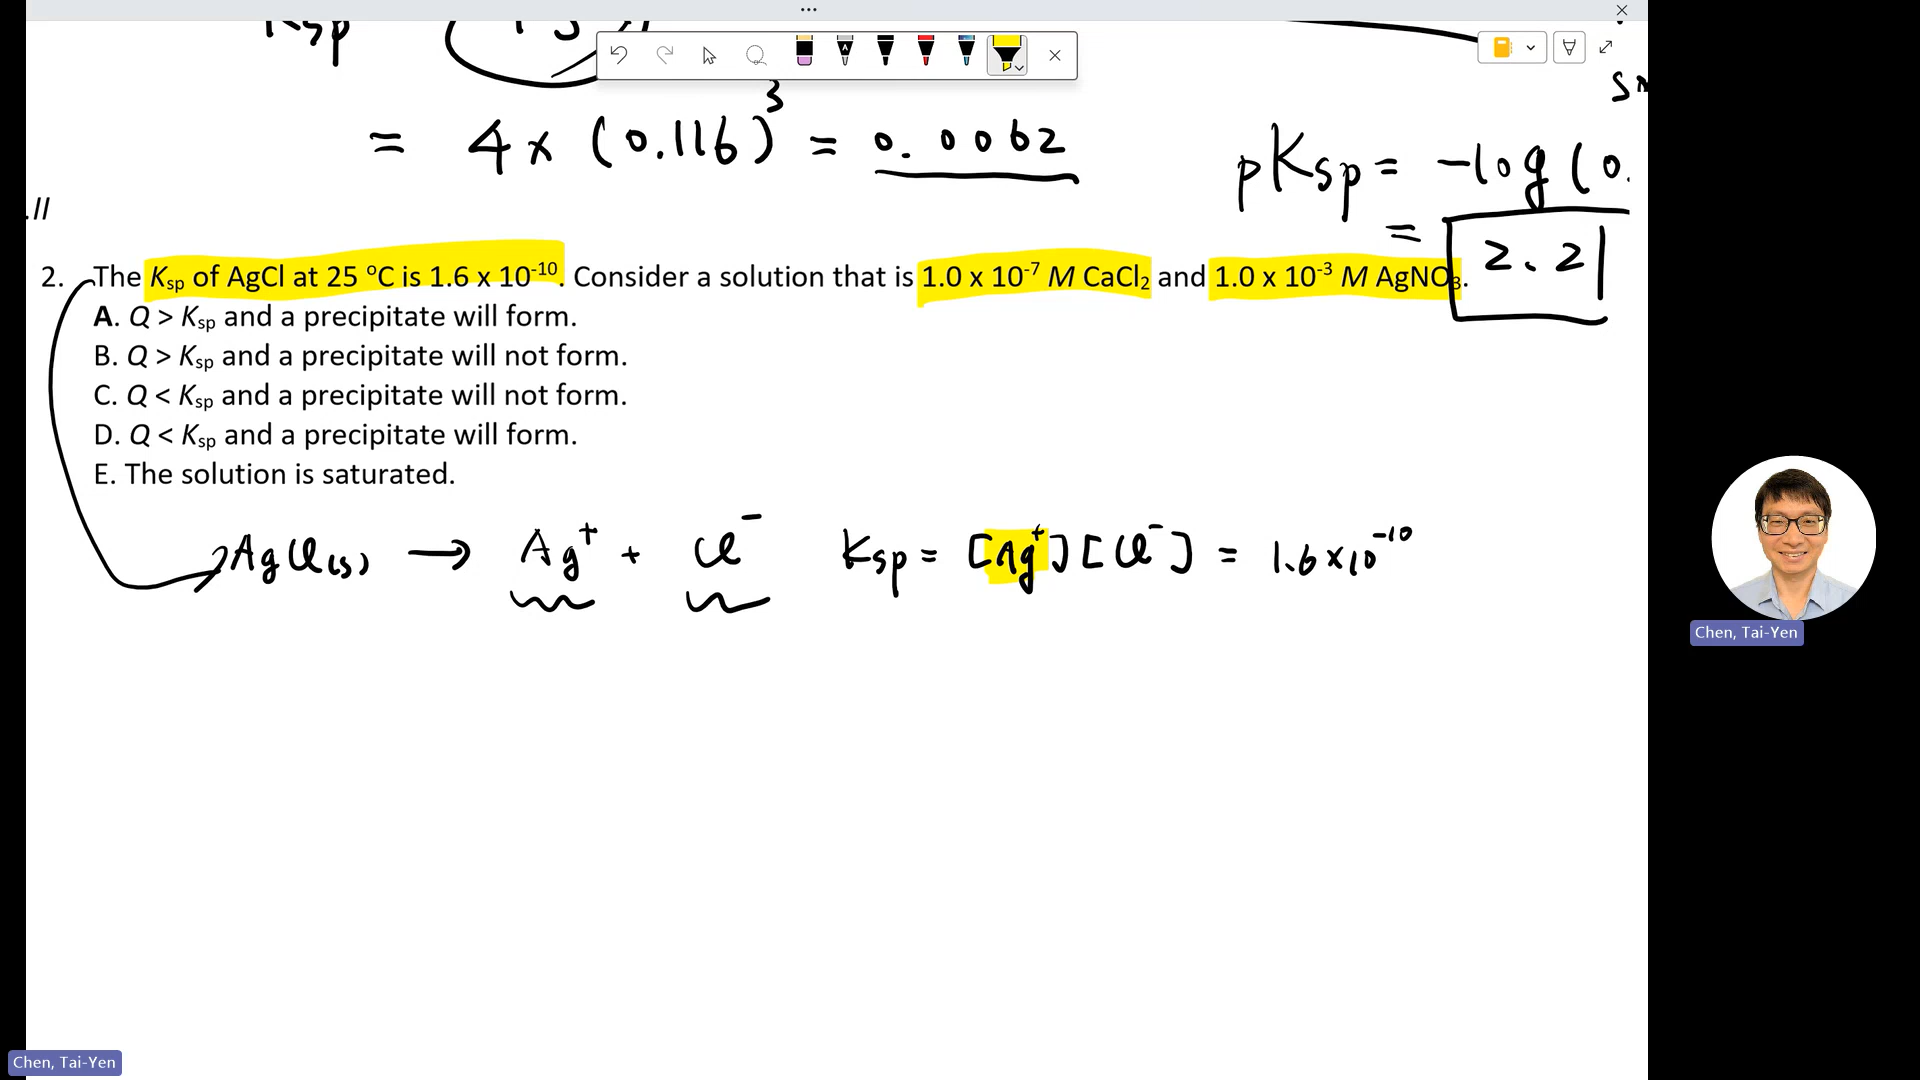 Ksp
= 4 x (0.116)³ = 0.0062
pKsp = -log(0.
= 2.21
.//
2. The Ksp of AgCl at 25 °C is 1.6 x 10⁻¹⁰. Consider a solution that is 1.0 x 10⁻⁷ M CaCl₂ and 1.0 x 10⁻³ M AgNO₃.
A. Q > Ksp and a precipitate will form.
B. Q > Ksp and a precipitate will not form.
C. Q < Ksp and a precipitate will not form.
D. Q < Ksp and a precipitate will form.
E. The solution is saturated.
AgCl(s) → Ag⁺ + Cl⁻ Ksp = [Ag⁺][Cl⁻] = 1.6 x 10⁻¹⁰
Chen, Tai-Yen
Chen, Tai-Yen